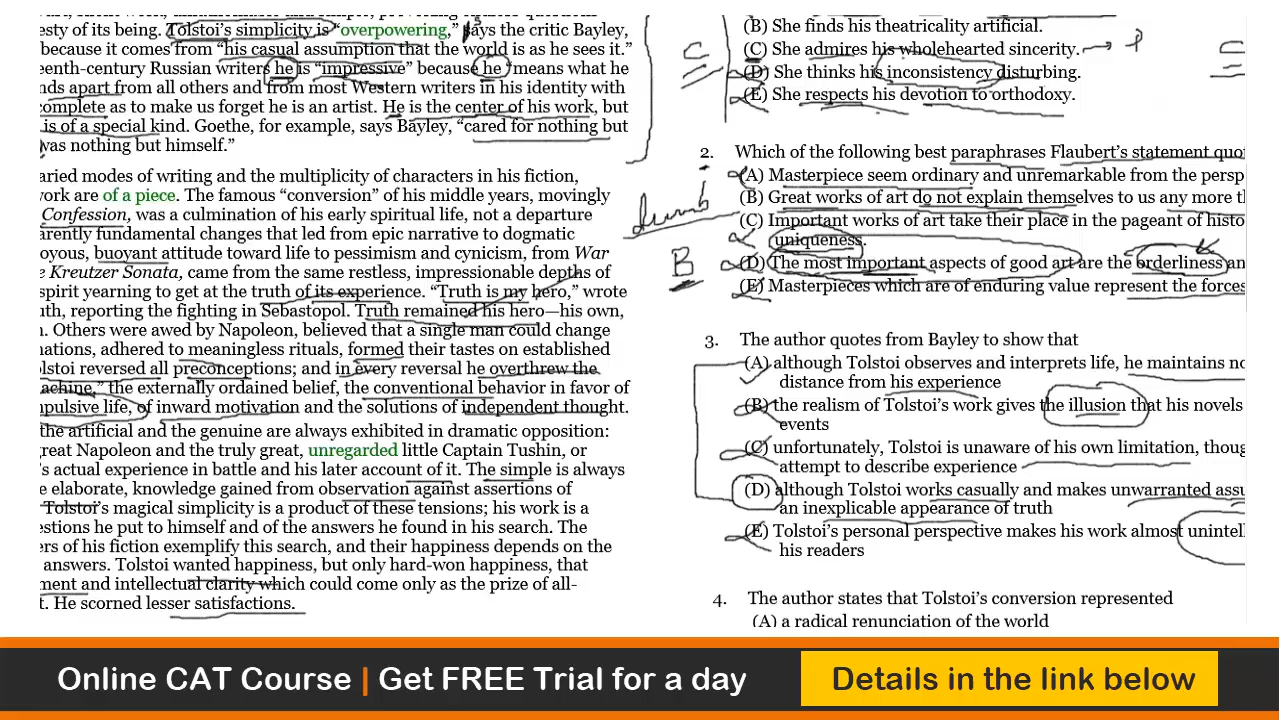 esty of its being. Tolstoi's simplicity is "overpowering," says the critic Bayley,
because it comes from "his casual assumption that the world is as he sees it."
eenth-century Russian writers he is "impressive" because he means what he
nds apart from all others and from most Western writers in his identity with
complete as to make us forget he is an artist. He is the center of his work, but
is of a special kind. Goethe, for example, says Bayley, "cared for nothing but
was nothing but himself."
aried modes of writing and the multiplicity of characters in his fiction,
work are of a piece. The famous "conversion" of his middle years, movingly
Confession, was a culmination of his early spiritual life, not a departure
arently fundamental changes that led from epic narrative to dogmatic
oyous, buoyant attitude toward life to pessimism and cynicism, from War
e Kreutzer Sonata, came from the same restless, impressionable depths of
spirit yearning to get at the truth of its experience. "Truth is my hero," wrote
uth, reporting the fighting in Sebastopol. Truth remained his hero—his own,
. Others were awed by Napoleon, believed that a single man could change
nations, adhered to meaningless rituals, formed their tastes on established
olstoi reversed all preconceptions; and in every reversal he overthrew the
achine," the externally ordained belief, the conventional behavior in favor of
mpulsive life, of inward motivation and the solutions of independent thought.
the artificial and the genuine are always exhibited in dramatic opposition:
great Napoleon and the truly great, unregarded little Captain Tushin, or
's actual experience in battle and his later account of it. The simple is always
e elaborate, knowledge gained from observation against assertions of
Tolstoi's magical simplicity is a product of these tensions; his work is a
estions he put to himself and of the answers he found in his search. The
ers of his fiction exemplify this search, and their happiness depends on the
answers. Tolstoi wanted happiness, but only hard-won happiness, that
ment and intellectual clarity which could come only as the prize of all-
t. He scorned lesser satisfactions.
C
dumb
B
(B) She finds his theatricality artificial.
(C) She admires his wholehearted sincerity.
(D) She thinks his inconsistency disturbing.
(E) She respects his devotion to orthodoxy.
C
2. Which of the following best paraphrases Flaubert's statement quo
(A) Masterpiece seem ordinary and unremarkable from the persp
(B) Great works of art do not explain themselves to us any more t
(C) Important works of art take their place in the pageant of histo
uniqueness.
(D) The most important aspects of good art are the orderliness an
(E) Masterpieces which are of enduring value represent the forces
3. The author quotes from Bayley to show that
(A) although Tolstoi observes and interprets life, he maintains no
distance from his experience
(B) the realism of Tolstoi's work gives the illusion that his novels
events
(C) unfortunately, Tolstoi is unaware of his own limitation, thoug
attempt to describe experience
(D) although Tolstoi works casually and makes unwarranted assu
an inexplicable appearance of truth
(E) Tolstoi's personal perspective makes his work almost unintell
his readers
4. The author states that Tolstoi's conversion represented
(A) a radical renunciation of the world
Online CAT Course | Get FREE Trial for a day
Details in the link below